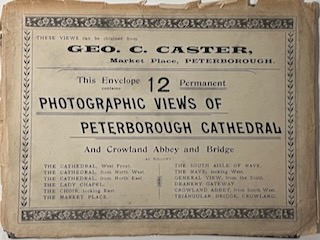 THESE VIEWS can be obtained from
GEO. C. CASTER,
Market Place, PETERBOROUGH.
This Envelope contains 12 Permanent
PHOTOGRAPHIC VIEWS OF
PETERBOROUGH CATHEDRAL
And Crowland Abbey and Bridge
AS FOLLOWS
THE CATHEDRAL, West Front.
THE CATHEDRAL, from North West.
THE CATHEDRAL, from North East.
THE LADY CHAPEL.
THE CHOIR, looking East.
THE MARKET PLACE.
THE SOUTH AISLE OF NAVE.
THE NAVE, looking West.
GENERAL VIEW, from the South.
DEANERY GATEWAY.
CROWLAND ABBEY, from South West.
TRIANGULAR BRIDGE, CROWLAND.